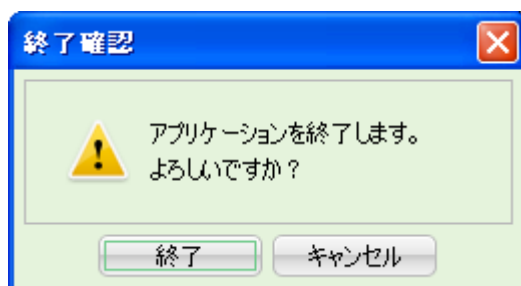 終了確認
アプリケーションを終了します。
よろしいですか？
終了
キャンセル